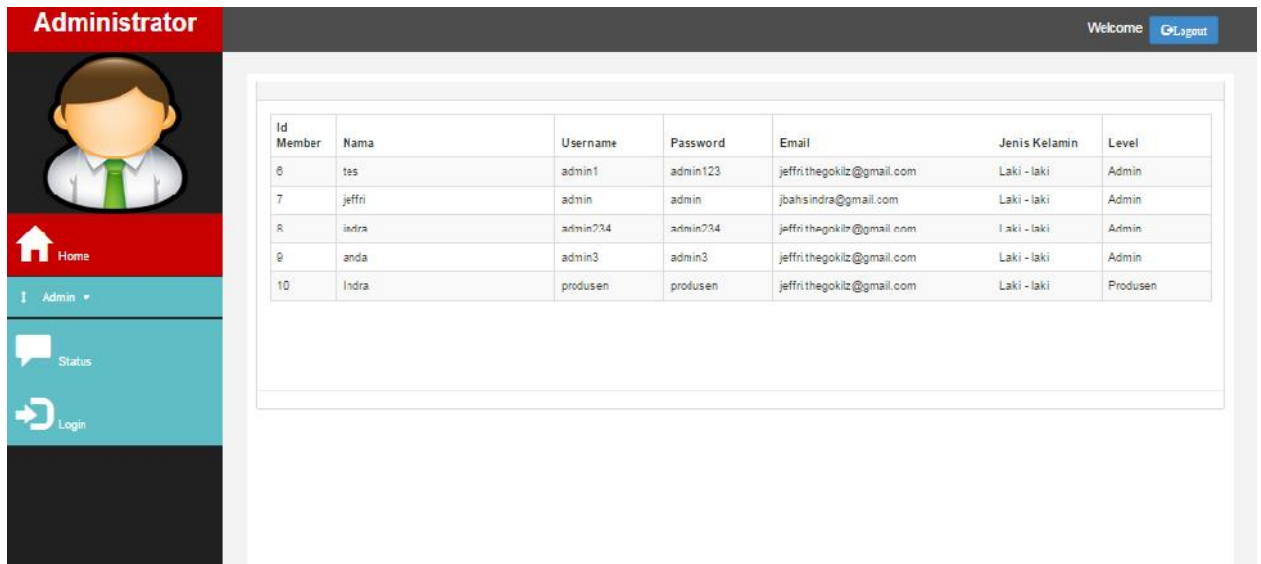 Administrator
Welcome Logout
Id Member Nama Username Password Email Jenis Kelamin Level
6 tes admin1 admin123 jeffri.thegokilz@gmail.com Laki - laki Admin
7 jeffri admin admin jbahsindra@gmail.com Laki - laki Admin
8 indra admin234 admin234 jeffri.thegokilz@gmail.com Laki - laki Admin
9 anda admin3 admin3 jeffri.thegokilz@gmail.com Laki - laki Admin
10 Indra produsen produsen jeffri.thegokilz@gmail.com Laki - laki Produsen
Home
Admin
Status
Login